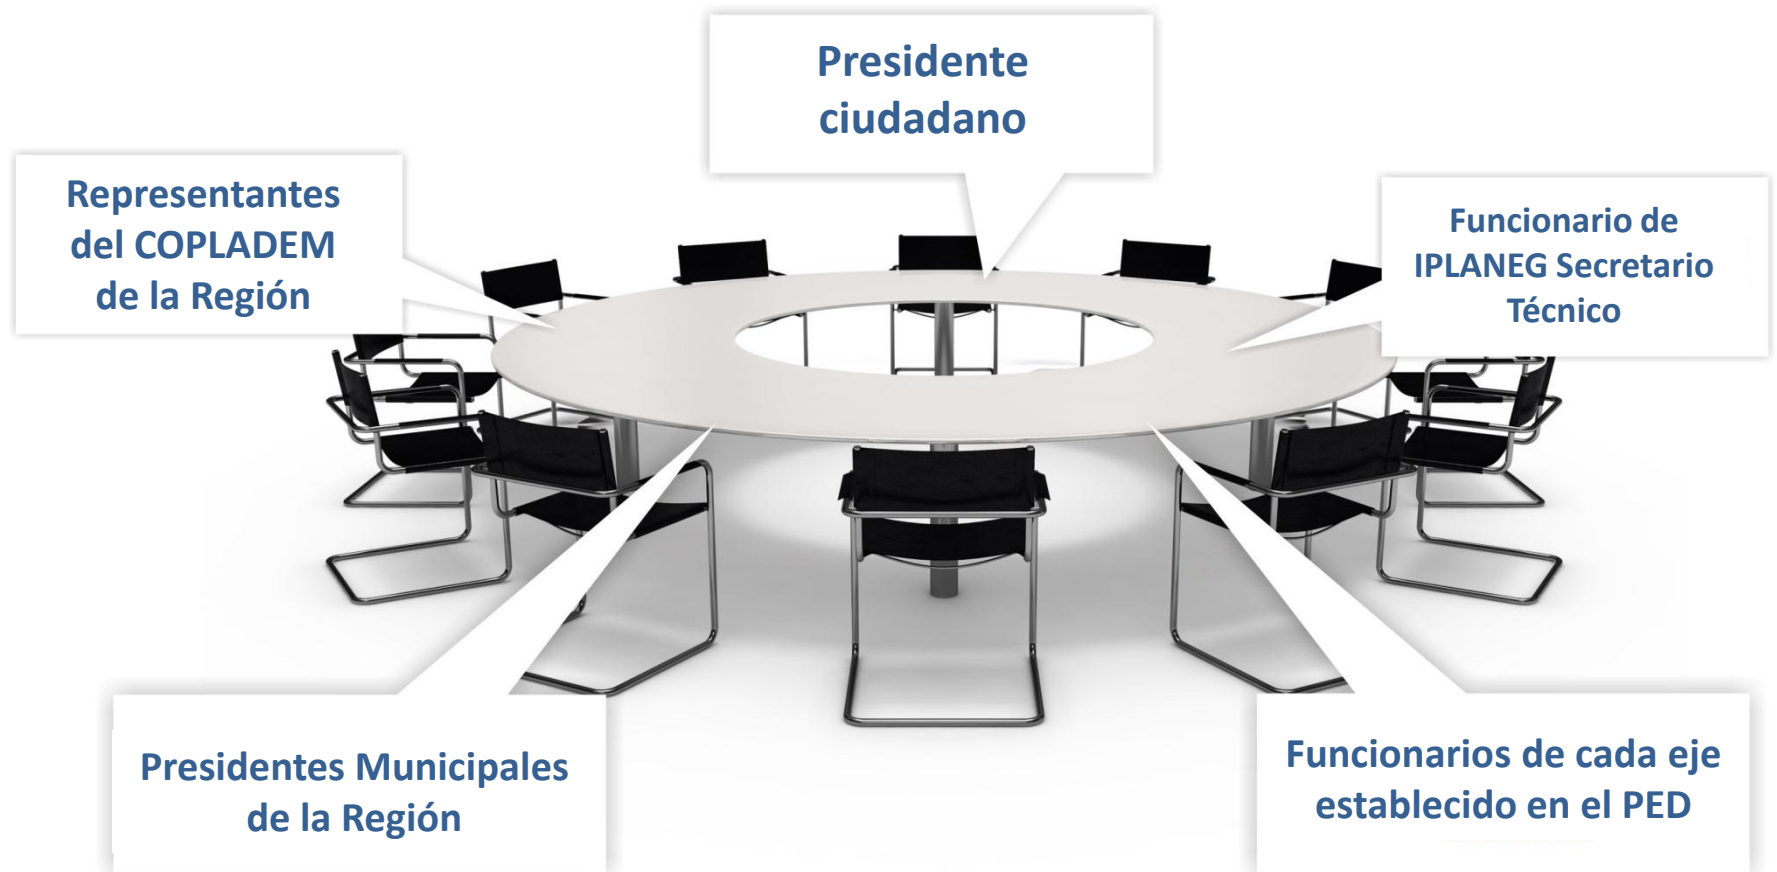 Presidente
ciudadano
Representantes
del COPLADEM
de la Región
Funcionario de
IPLANEG Secretario
Técnico
Presidentes Municipales
de la Región
Funcionarios de cada eje
establecido en el PED